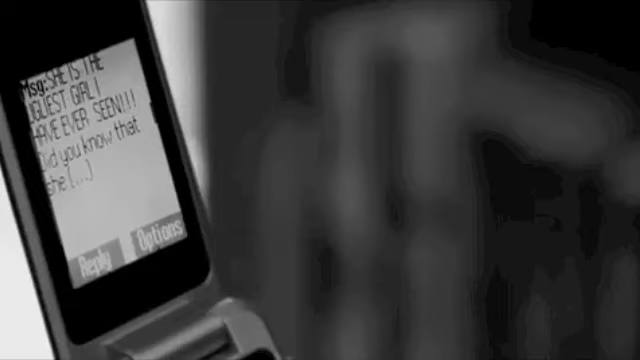 Msg:SHE IS THE
UGLIEST GIRL I
HAVE EVER SEEN!!!
Did you know that
she (...)
Reply Options